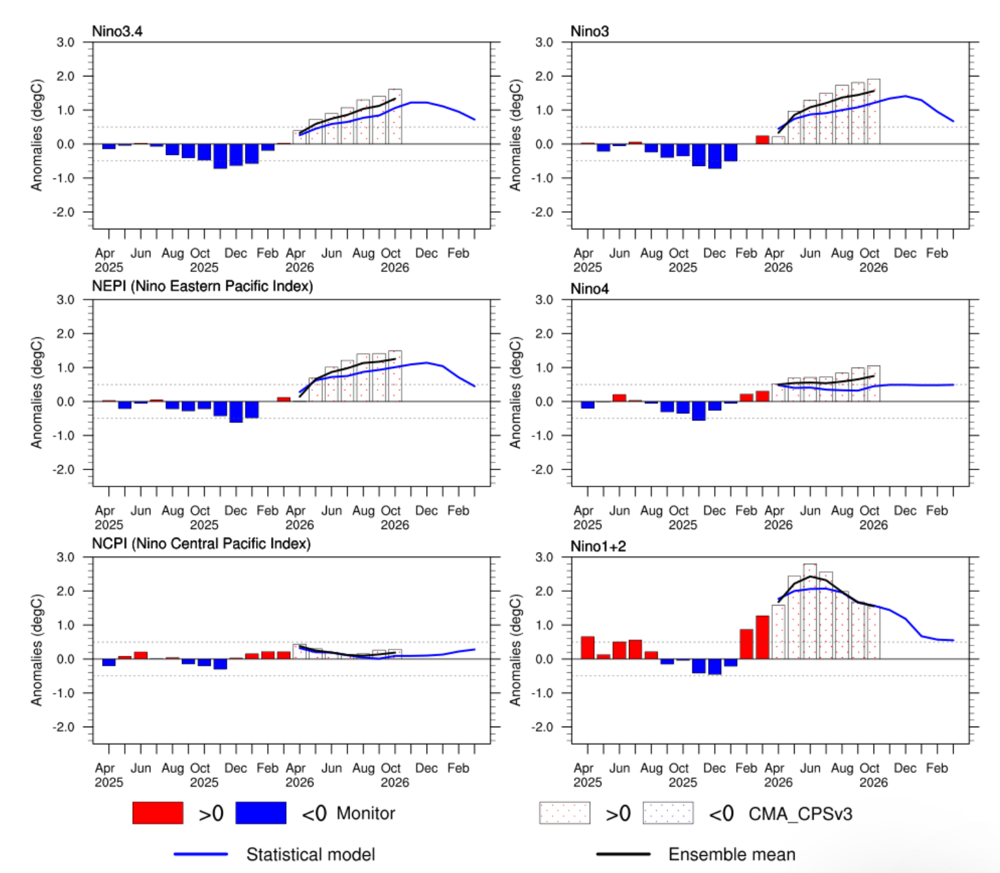 Nino3.4
3.0
2.0
1.0
0.0
-1.0
-2.0
Anomalies (degC)
Apr Jun Aug Oct Dec Feb Apr Jun Aug Oct Dec Feb
2025 2025 2026 2026
Nino3
3.0
2.0
1.0
0.0
-1.0
-2.0
Anomalies (degC)
Apr Jun Aug Oct Dec Feb Apr Jun Aug Oct Dec Feb
2025 2025 2026 2026
NEPI (Nino Eastern Pacific Index)
3.0
2.0
1.0
0.0
-1.0
-2.0
Anomalies (degC)
Apr Jun Aug Oct Dec Feb Apr Jun Aug Oct Dec Feb
2025 2025 2026 2026
Nino4
3.0
2.0
1.0
0.0
-1.0
-2.0
Anomalies (degC)
Apr Jun Aug Oct Dec Feb Apr Jun Aug Oct Dec Feb
2025 2025 2026 2026
NCPI (Nino Central Pacific Index)
3.0
2.0
1.0
0.0
-1.0
-2.0
Anomalies (degC)
Apr Jun Aug Oct Dec Feb Apr Jun Aug Oct Dec Feb
2025 2025 2026 2026
Nino1+2
3.0
2.0
1.0
0.0
-1.0
-2.0
Anomalies (degC)
Apr Jun Aug Oct Dec Feb Apr Jun Aug Oct Dec Feb
2025 2025 2026 2026
>0 <0 Monitor
>0 <0 CMA_CPSv3
Statistical model
Ensemble mean